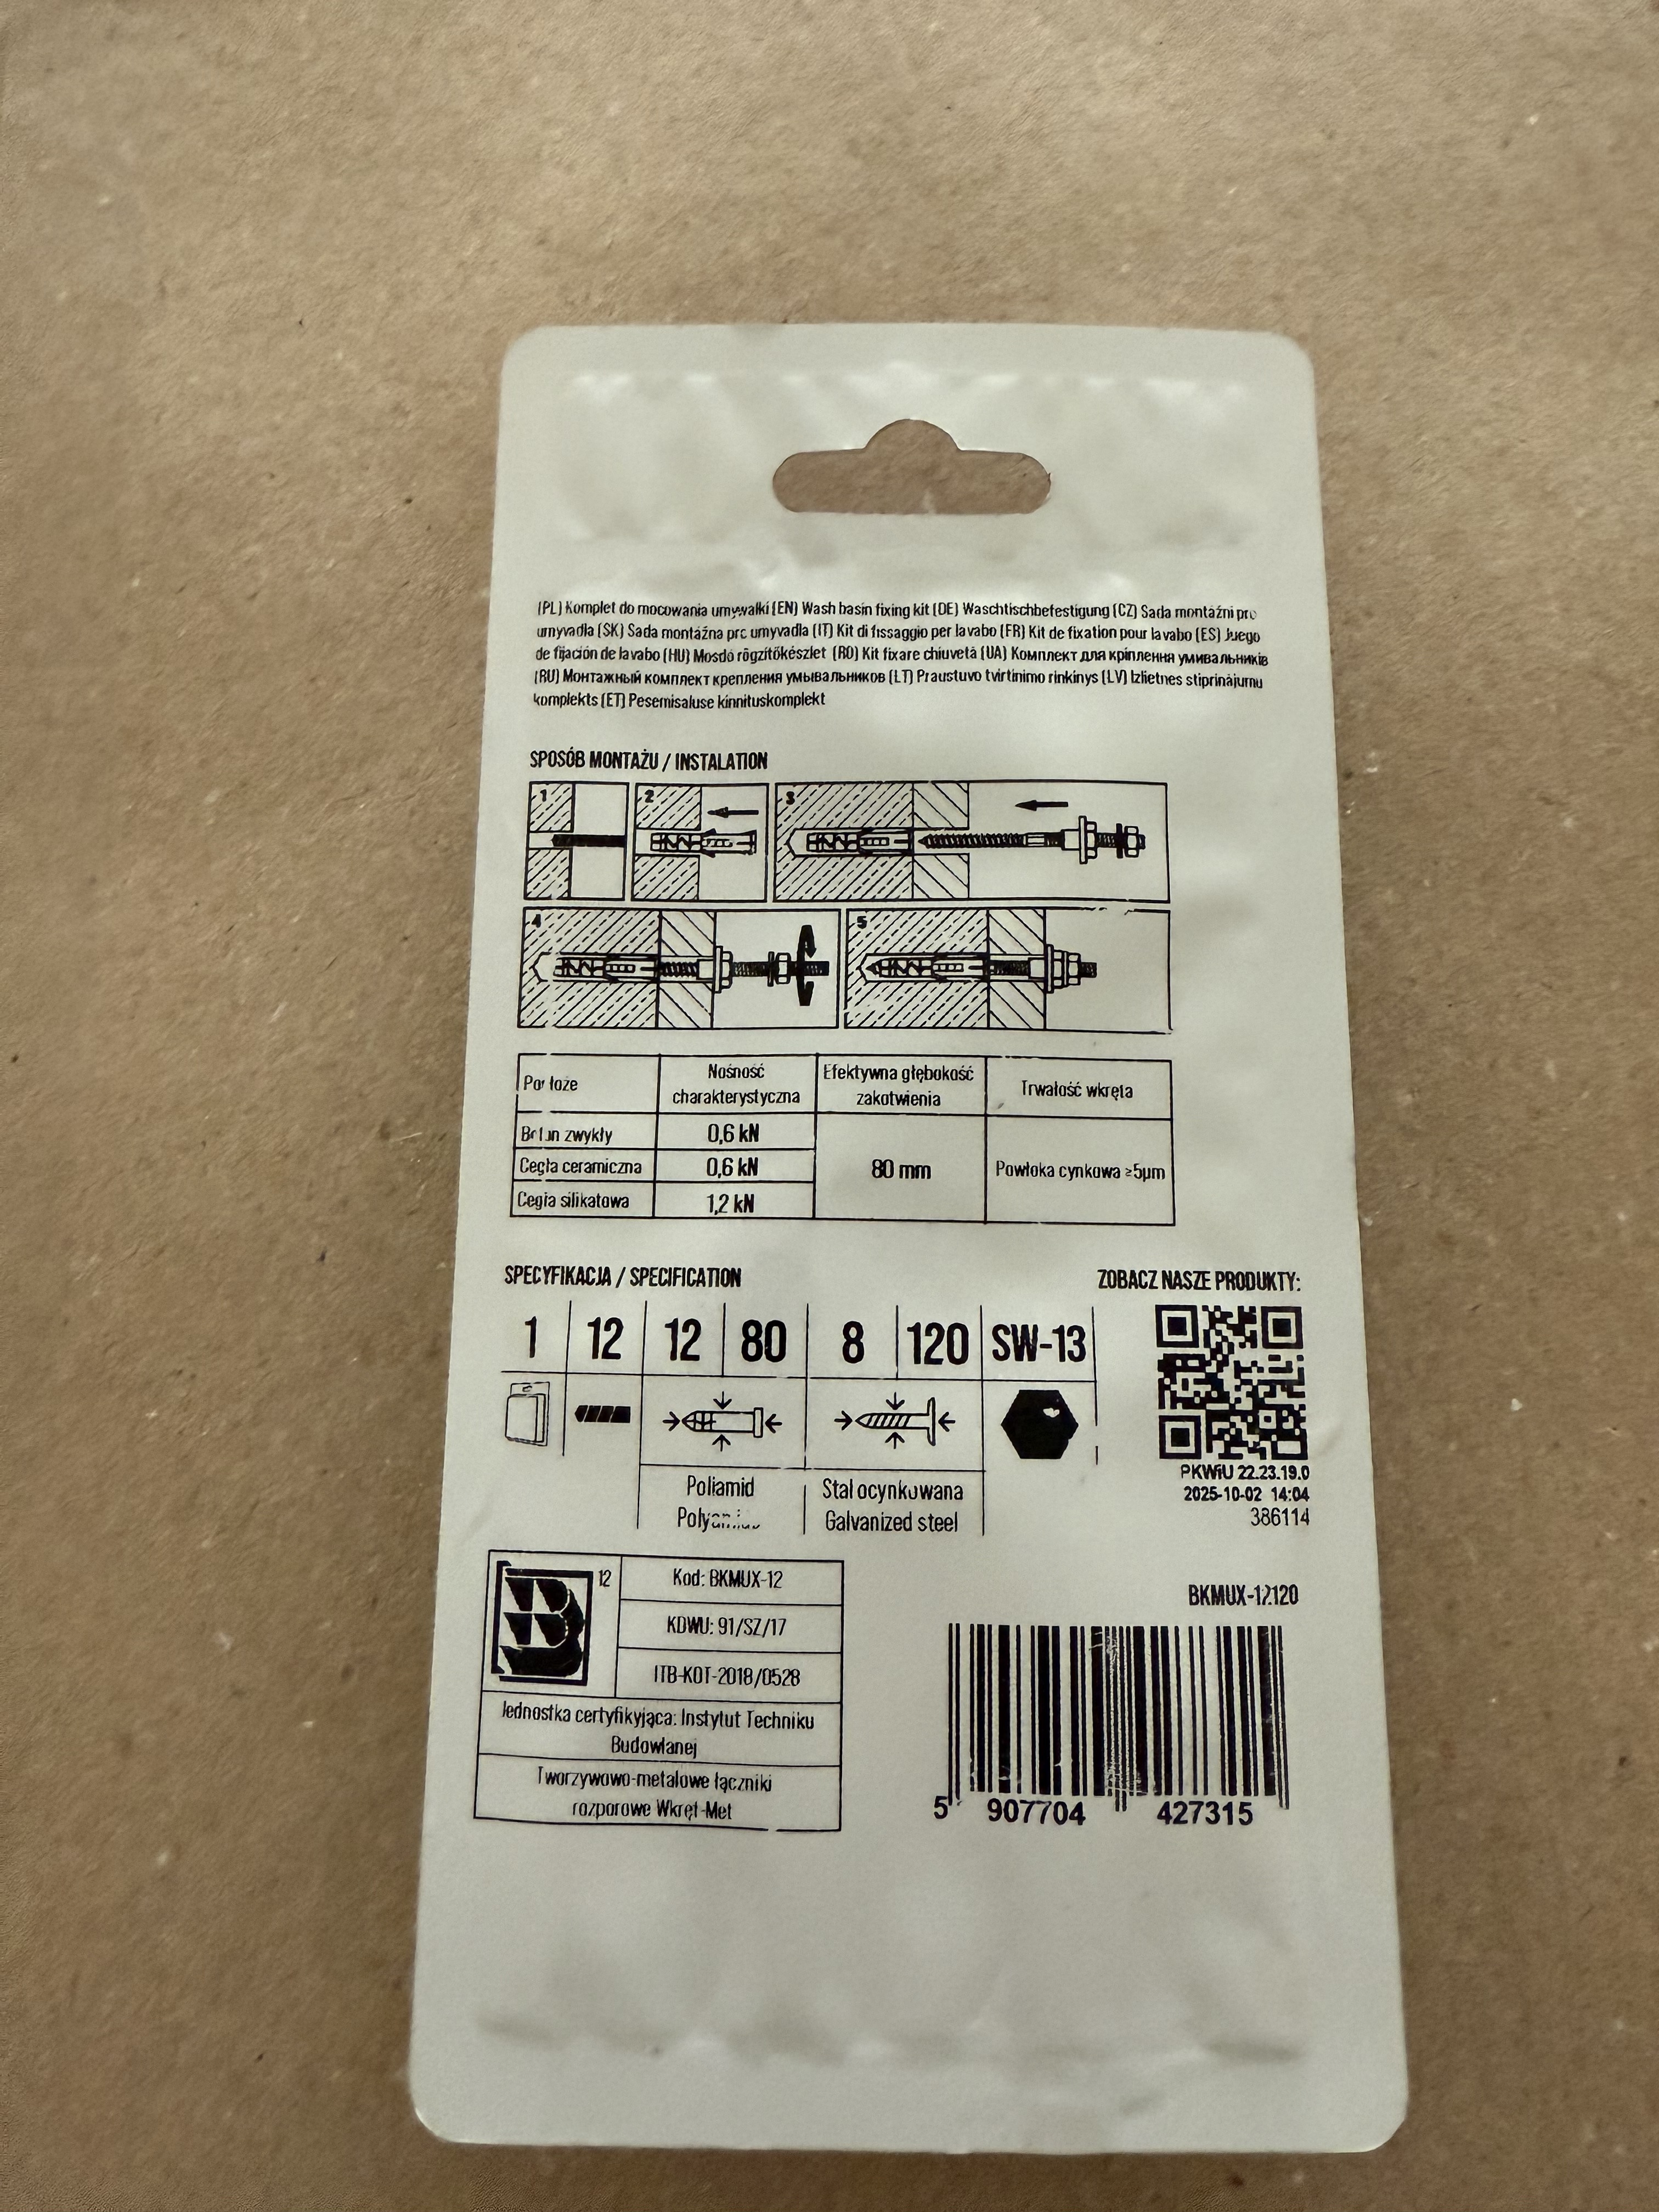 (PL) Komplet do mocowania umywalki (EN) Wash basin fixing kit (DE) Waschtischbefestigung (CZ) Sada montážní pro
umyvadla (SK) Sada montážna pre umyvadla (IT) Kit di fissaggio per lavabo (FR) Kit de fixation pour lavabo (ES) Juego
de fijación de lavabo (HU) Mosdó rögzítőkészlet (RO) Kit fixare chiuvetă (UA) Комплект для кріплення умивальників
(RU) Монтажный комплект крепления умывальников (LT) Praustuvo tvirtinimo rinkinys (LV) Izlietnes stiprinājumu
komplekts (ET) Pesemisaluse kinnituskomplekt
SPOSÓB MONTAŻU / INSTALATION
1 2 3
4 5
Podłoże Nośność charakterystyczna Efektywna głębokość zakotwienia Trwałość wkręta
Beton zwykły 0,6 kN
Cegła ceramiczna 0,6 kN 80 mm Powłoka cynkowa ≥5µm
Cegła silikatowa 1,2 kN
SPECYFIKACJA / SPECIFICATION
ZOBACZ NASZE PRODUKTY:
1 12 12 80 8 120 SW-13
Poliamid Stal ocynkowana
Galvanized steel
PKWiU 22.23.19.0
2025-10-02 14:04
386114
12
Kod: BKMUX-12
KDWU: 91/SZ/17
ITB-KOT-2018/0528
Jednostka certyfikyjąca: Instytut Techniku
Budowlanej
Tworzywowo-metalowe łączniki
rozporowe Wkręt-Met
BKMUX-12120
5 907704 427315